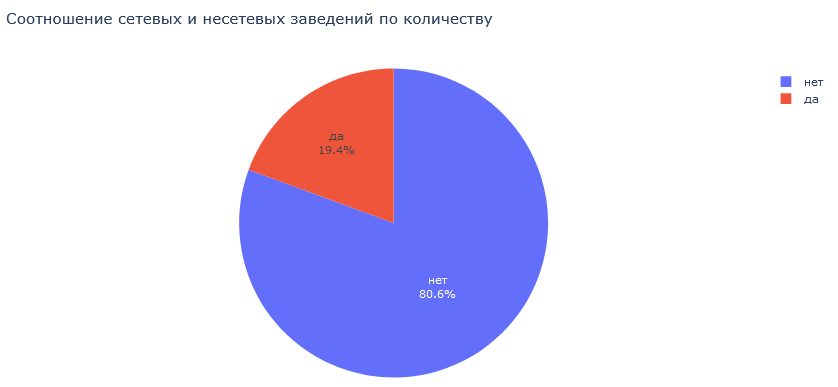 Соотношение сетевых и несетевых заведений по количеству
нет
да
да
19.4%
нет
80.6%